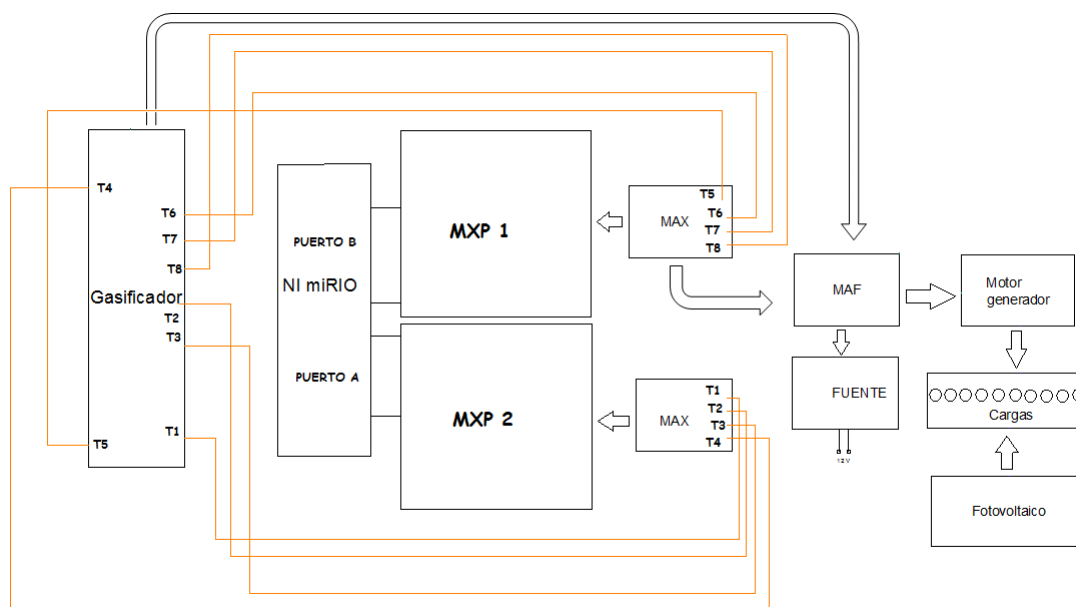 T4
T6
T7
T8
Gasificador
T2
T3
T1
T5
PUERTO B
NI miRIO
PUERTO A
MXP 1
MXP 2
MAX
T5
T6
T7
T8
MAX
T1
T2
T3
T4
MAF
FUENTE
12V
Motor
generador
Cargas
Fotovoltaico